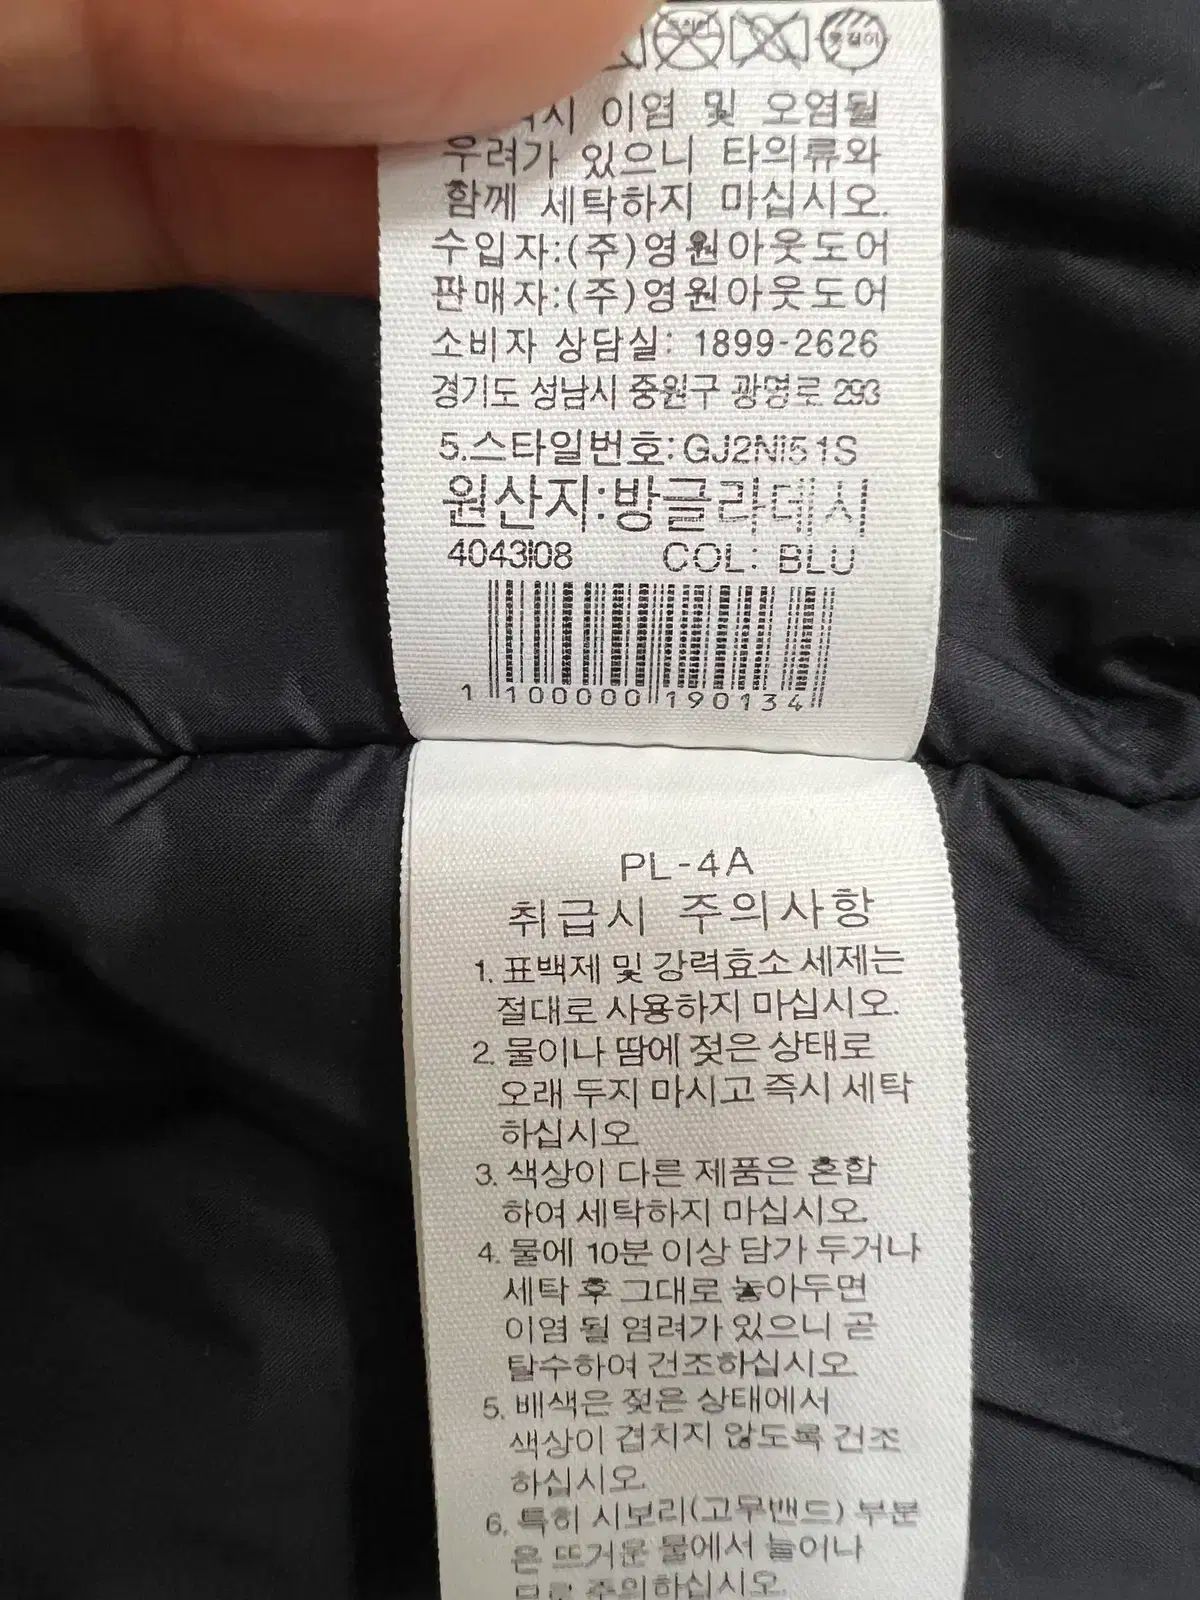 옷걸이
이염 및 오염될
우려가 있으니 타의류와
함께 세탁하지 마십시오.
수입자:(주)영원아웃도어
판매자:(주)영원아웃도어
소비자 상담실: 1899-2626
경기도 성남시 중원구 광명로 293
5.스타일번호:GJ2NI51S
원산지:방글라데시
4043108 COL: BLU
1 100000 190134
PL-4A
취급시 주의사항
1. 표백제 및 강력효소 세제는
절대로 사용하지 마십시오.
2. 물이나 땀에 젖은 상태로
오래 두지 마시고 즉시 세탁
하십시오.
3. 색상이 다른 제품은 혼합
하여 세탁하지 마십시오.
4. 물에 10분 이상 담가 두거나
세탁 후 그대로 놓아두면
이염 될 염려가 있으니 곧
탈수하여 건조하십시오.
5. 배색은 젖은 상태에서
색상이 겹치지 않도록 건조
하십시오.
6. 특히 시보리(고무밴드) 부분
은 뜨거운 물에서 늘이나
주의하십시오.